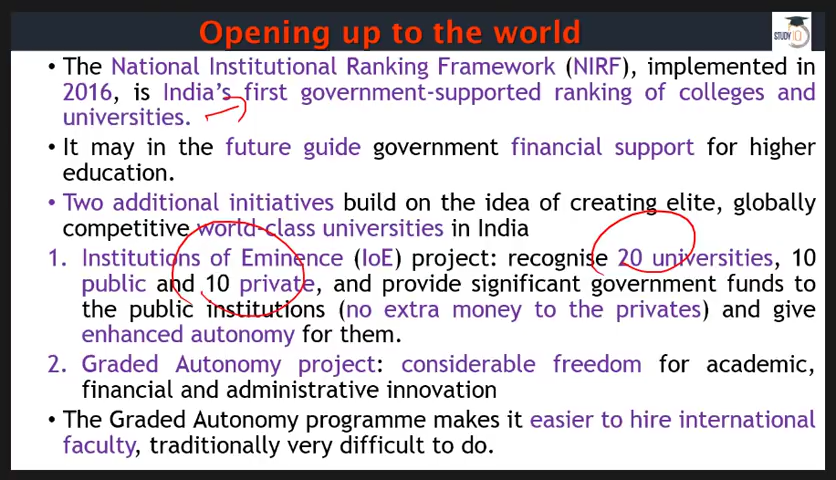 Opening up to the world
STUDY IQ
• The National Institutional Ranking Framework (NIRF), implemented in
2016, is India's first government-supported ranking of colleges and
universities.
• It may in the future guide government financial support for higher
education.
• Two additional initiatives build on the idea of creating elite, globally
competitive world-class universities in India
1. Institutions of Eminence (IoE) project: recognise 20 universities, 10
public and 10 private, and provide significant government funds to
the public institutions (no extra money to the privates) and give
enhanced autonomy for them.
2. Graded Autonomy project: considerable freedom for academic,
financial and administrative innovation
• The Graded Autonomy programme makes it easier to hire international
faculty, traditionally very difficult to do.